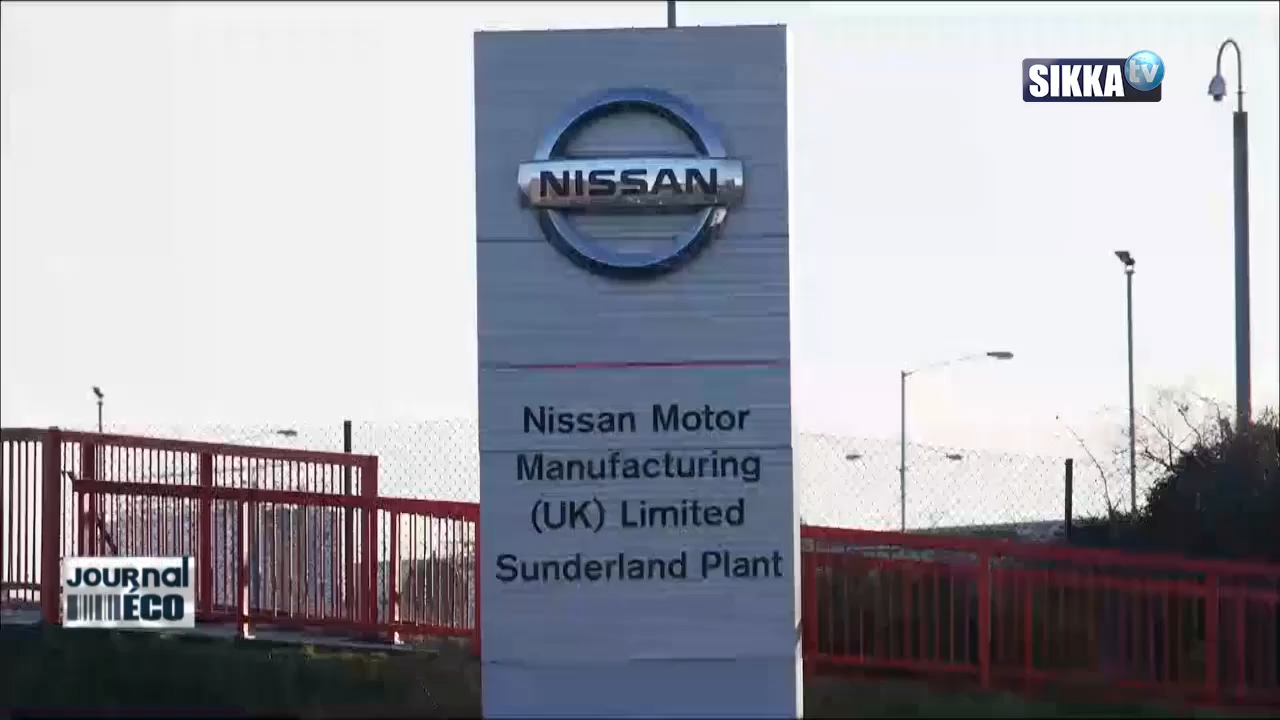 SIKKA tv
NISSAN
Nissan Motor
Manufacturing
(UK) Limited
Sunderland Plant
JOURnal
ÉCO